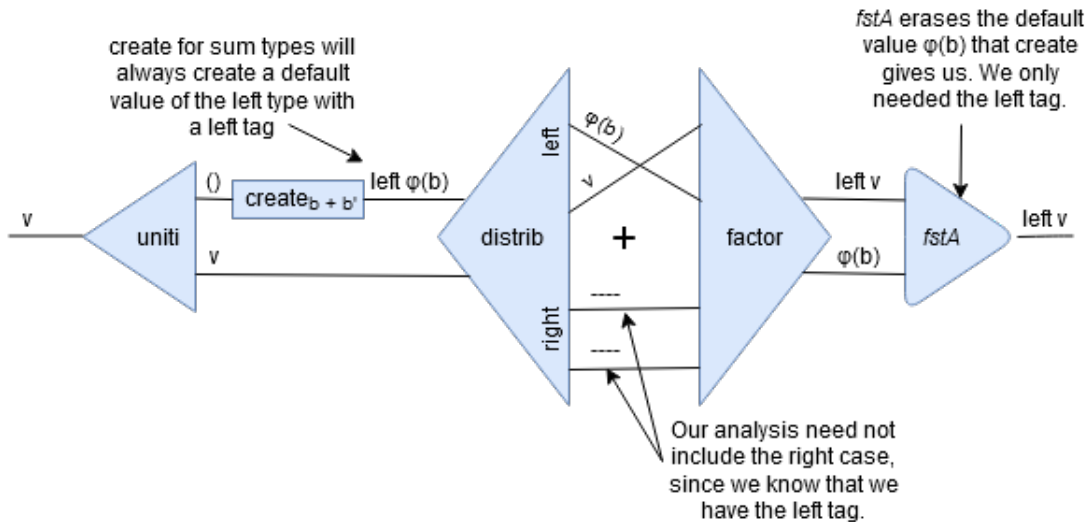 create for sum types will
always create a default
value of the left type with
a left tag
fstA erases the default
value φ(b) that create
gives us. We only
needed the left tag.
v
uniti
()
create b + b'
left φ(b)
v
distrib
left
right
φ(b)
v
+
----
----
factor
left v
φ(b)
fstA
left v
Our analysis need not
include the right case,
since we know that we
have the left tag.